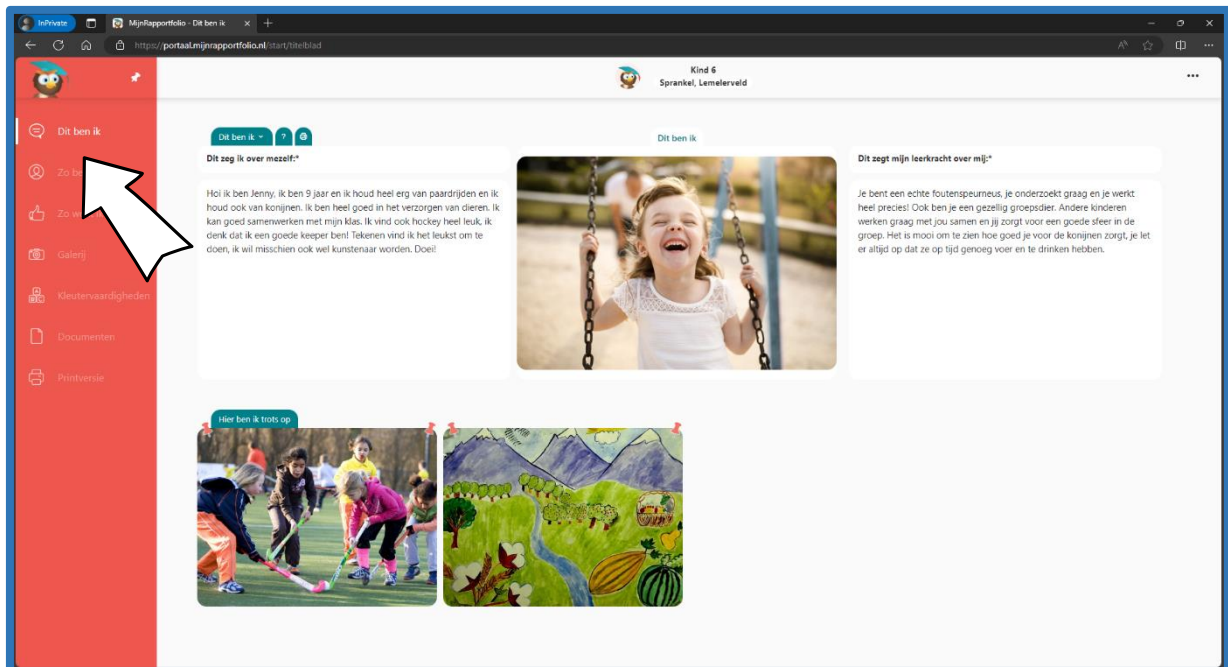 InPrivate
MijnRapportfolio - Dit ben ik
https://portaal.mijnrapportfolio.nl/start/titelblad
Kind 6
Sprankel, Lemelerveld
Dit ben ik
Zo
Zo
Galerij
Kleutervaardigheden
Documenten
Printversie
Dit ben ik
?
Dit ben ik
Dit zeg ik over mezelf:*
Hoi ik ben Jenny, ik ben 9 jaar en ik houd heel erg van paardrijden en ik
houd ook van konijnen. Ik ben heel goed in het verzorgen van dieren. Ik
kan goed samenwerken met mijn klas. Ik vind ook hockey heel leuk, ik
denk dat ik een goede keeper ben! Tekenen vind ik het leukst om te
doen, ik wil misschien ook wel kunstenaar worden. Doei!
Dit zegt mijn leerkracht over mij:*
Je bent een echte foutenspeurneus, je onderzoekt graag en je werkt
heel precies! Ook ben je een gezellig groepsdier. Andere kinderen
werken graag met jou samen en jij zorgt voor een goede sfeer in de
groep. Het is mooi om te zien hoe goed je voor de konijnen zorgt, je let
er altijd op dat ze op tijd genoeg voer en te drinken hebben.
Hier ben ik trots op